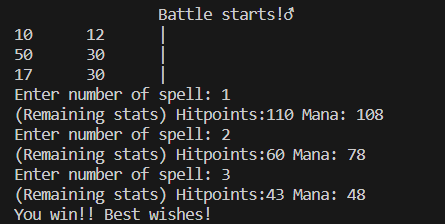 Battle starts!♂
10 12 |
50 30 |
17 30 |
Enter number of spell: 1
(Remaining stats) Hitpoints:110 Mana: 108
Enter number of spell: 2
(Remaining stats) Hitpoints:60 Mana: 78
Enter number of spell: 3
(Remaining stats) Hitpoints:43 Mana: 48
You win!! Best wishes!